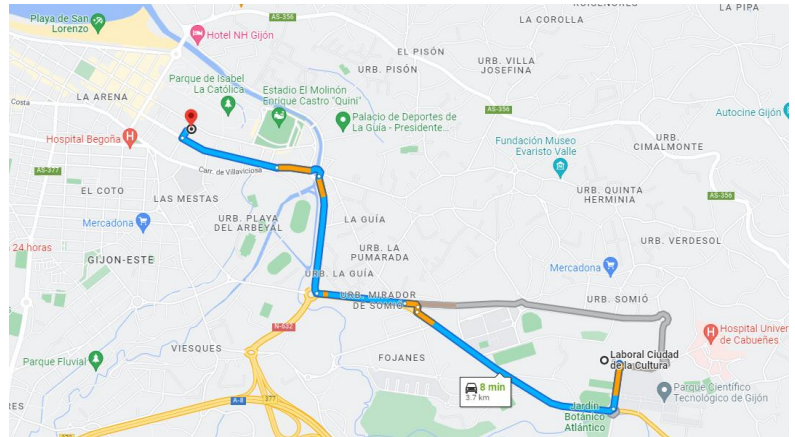 AS-356
LA PIPA
Playa de San
Lorenzo
LA COROLLA
Hotel NH Gijón
EL PISÓN
URB. PISÓN
URB. VILLA
JOSEFINA
Parque de Isabel
La Católica
Estadio El Molinón
Enrique Castro "Quini"
LA ARENA
Costa
AS-356
Palacio de Deportes de
La Guía - Presidente...
Autocine Gijón
Hospital Begoña
Fundación Museo
Evaristo Valle
URB.
CIMALMONTE
AS-377
Carr. de Villaviciosa
EL COTO
LAS MESTAS
URB. QUINTA
HERMINIA
AS-356
Mercadona
URB. PLAYA
DEL ARBEYAL
LA GUÍA
24 horas
GIJON-ESTE
URB. LA
PUMARADA
URB. VERDESOL
Mercadona
URB. LA GUÍA
URB. MIRADOR
DE SOMIÓ
URB. SOMIÓ
N-632
Hospital Univer
de Cabueñes
VIESQUES
FOJANES
Laboral Ciudad
de la Cultura
Parque Fluvial
8 min
3.7 km
Parque Científico
Tecnológico de Gijón
A-8
377
Jardín
Botánico
Atlántico
RES